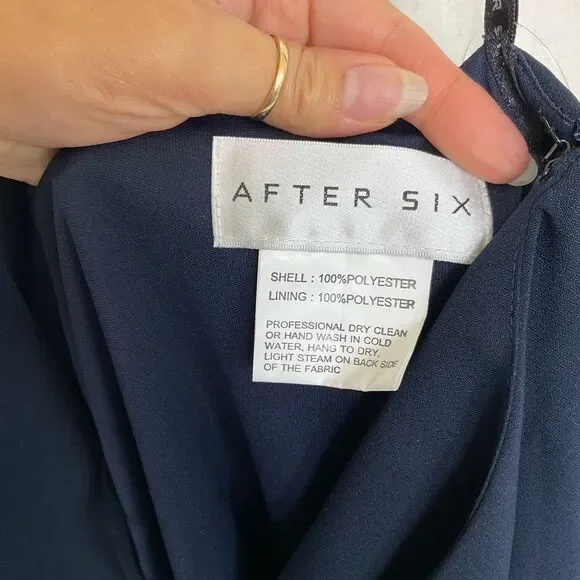 AFTER SIX
SHELL : 100%POLYESTER
LINING : 100%POLYESTER
PROFESSIONAL DRY CLEAN
OR HAND WASH IN COLD
WATER, HANG TO DRY.
LIGHT STEAM ON BACK SIDE
OF THE FABRIC